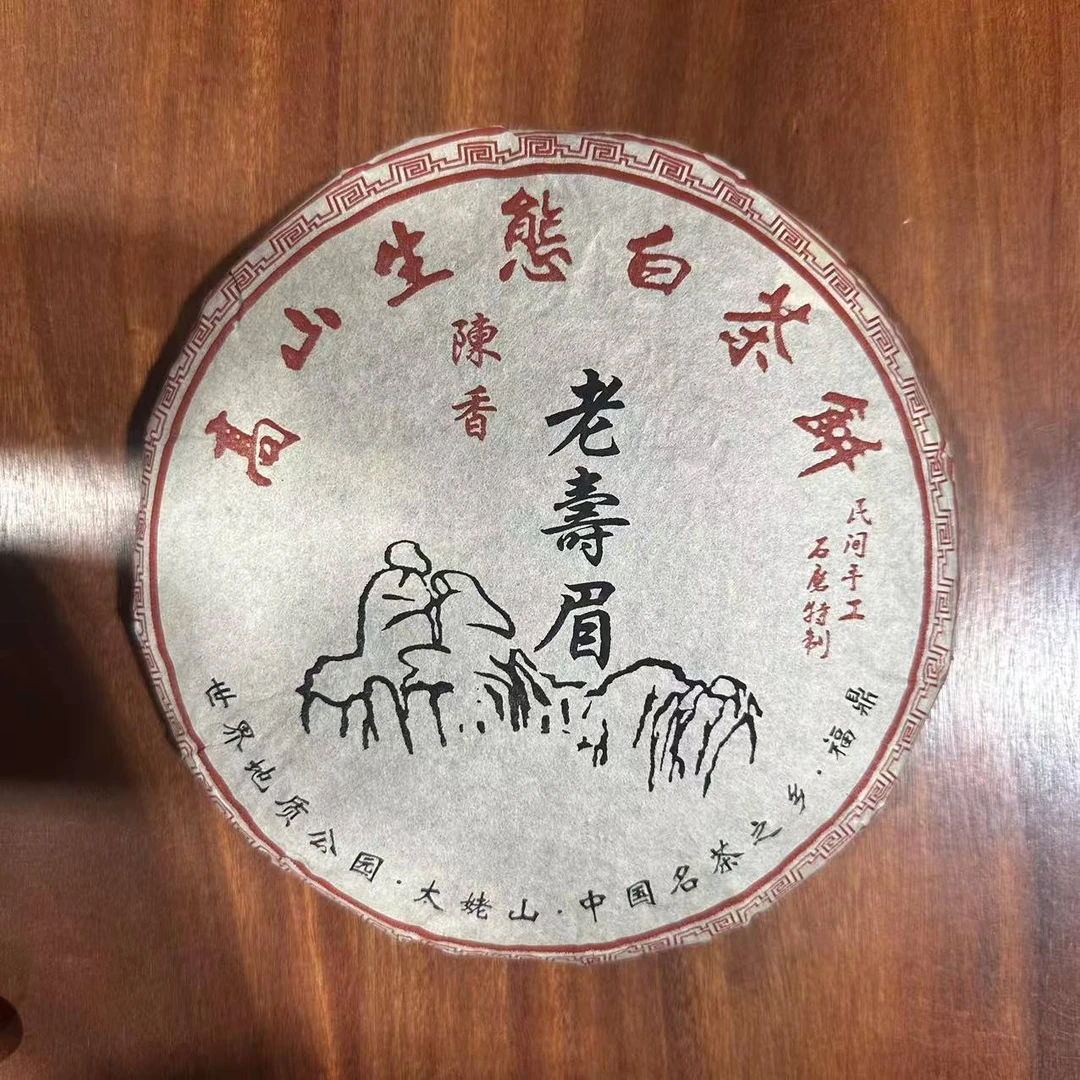 高山生態白茶餅
陳香
老壽眉
民间手工
石磨特制
世界地质公园·太姥山·中国名茶之乡·福鼎